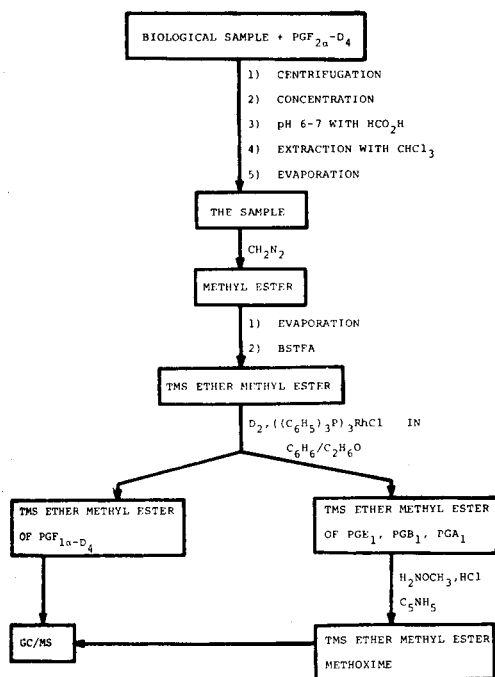 BIOLOGICAL SAMPLE + PGF2α-D4
1) CENTRIFUGATION
2) CONCENTRATION
3) pH 6-7 WITH HCO2H
4) EXTRACTION WITH CHCl3
5) EVAPORATION
THE SAMPLE
CH2N2
METHYL ESTER
1) EVAPORATION
2) BSTFA
TMS ETHER METHYL ESTER
D2,((C6H5)3P)3RhCl IN
C6H6/C2H6O
TMS ETHER METHYL ESTER
OF PGF1α-D4
TMS ETHER METHYL ESTER
OF PGE1, PGB1, PGA1
H2NOCH3,HCl
C5NH5
GC/MS
TMS ETHER METHYL ESTER
METHOXIME